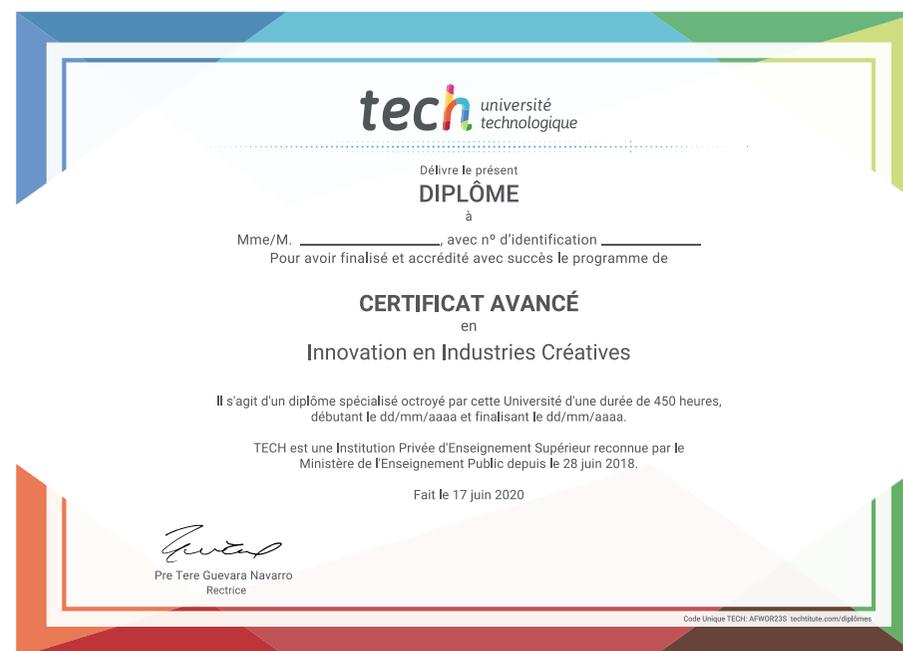 tech université
technologique
Délivre le présent
DIPLÔME
à
Mme/M. ____________________, avec nº d'identification ______________
Pour avoir finalisé et accrédité avec succès le programme de
CERTIFICAT AVANCÉ
en
Innovation en Industries Créatives
Il s'agit d'un diplôme spécialisé octroyé par cette Université d'une durée de 450 heures,
débutant le dd/mm/aaaa et finalisant le dd/mm/aaaa.
TECH est une Institution Privée d'Enseignement Supérieur reconnue par le
Ministère de l'Enseignement Public depuis le 28 juin 2018.
Fait le 17 juin 2020
Pre Tere Guevara Navarro
Rectrice
Code Unique TECH: AFWOR23S techtitute.com/diplômes